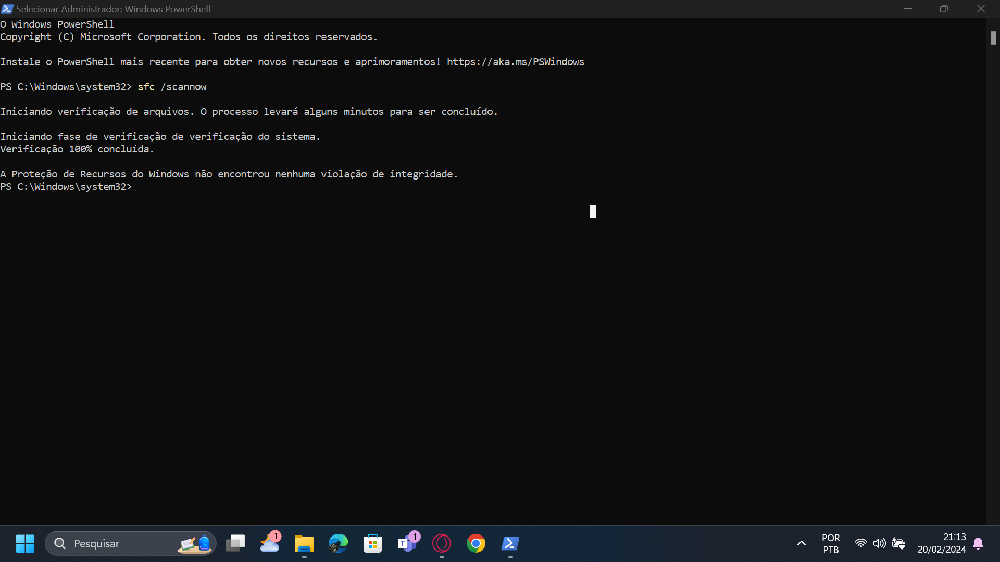 Selecionar Administrador: Windows PowerShell
O Windows PowerShell
Copyright (C) Microsoft Corporation. Todos os direitos reservados.
Instale o PowerShell mais recente para obter novos recursos e aprimoramentos! https://aka.ms/PSWindows
PS C:\Windows\system32> sfc /scannow
Iniciando verificação de arquivos. O processo levará alguns minutos para ser concluído.
Iniciando fase de verificação de verificação do sistema.
Verificação 100% concluída.
A Proteção de Recursos do Windows não encontrou nenhuma violação de integridade.
PS C:\Windows\system32>
Pesquisar
1
T
1
POR
PTB
21:13
20/02/2024